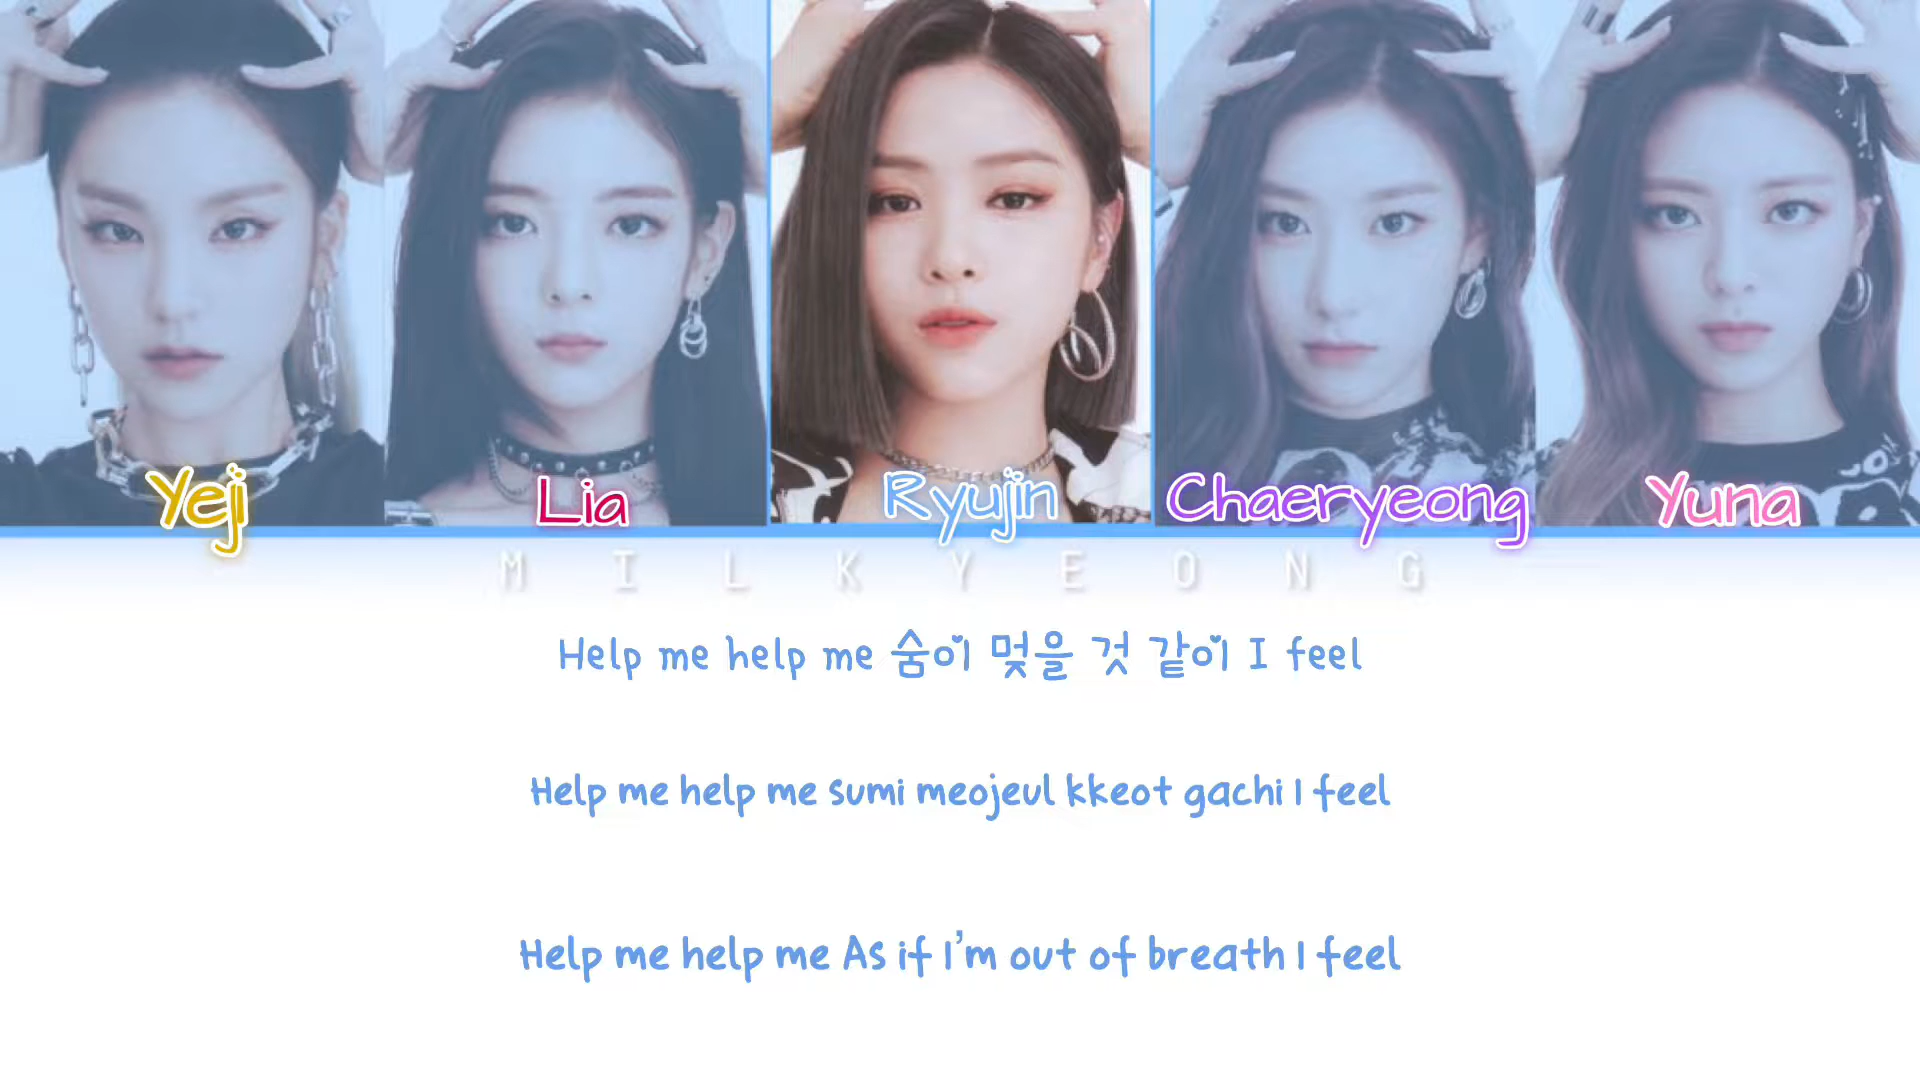 Yeji Lia Ryujin Chaeryeong Yuna
MILKYEONG
Help me help me 숨이 멎을 것 같이 I feel
Help me help me sumi meojeul kkeot gachi I feel
Help me help me As if I'm out of breath I feel